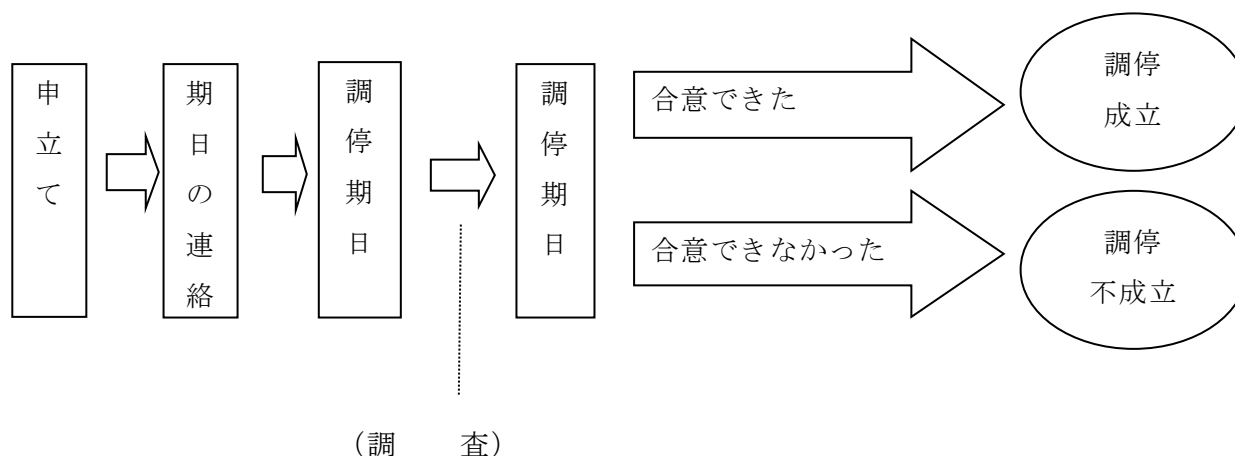 申立て
期日の連絡
調停期日
調停期日
合意できた
調停
成立
合意できなかった
調停
不成立
（調　　査）